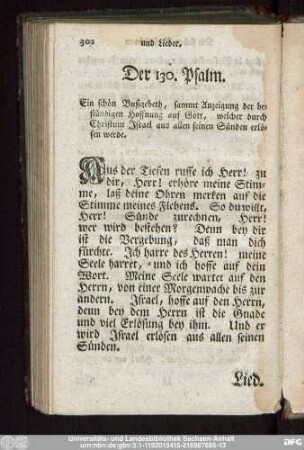 302 und Lieder.
Der 130. Psalm.
Ein schön Bußgebeth, sammt Anzeigung der be-
ständigen Hoffnung auf Gott, welcher durch
Christum Israel aus allen seinen Sünden erlö-
sen werde.
Aus der Tiefen ruffe ich Herr! zu
dir, Herr! erhöre meine Stim-
me, laß deine Ohren merken auf die
Stimme meines Flehens. So du willt,
Herr! Sünde zurechnen, Herr!
wer wird bestehen? Denn bey dir
ist die Vergebung, daß man dich
fürchte. Ich harre des Herren! meine
Seele harret, und ich hoffe auf dein
Wort. Meine Seele wartet auf den
Herrn, von einer Morgenwache bis zur
andern. Israel, hoffe auf den Herrn,
denn bey dem Herrn ist die Gnade
und viel Erlösung bey ihm. Und er
wird Israel erlösen aus allen seinen
Sünden.
Lied.
Universitäts- und Landesbibliothek Sachsen-Anhalt
urn:nbn:de:gbv:3:1-1192015415-216987695-13
DFG